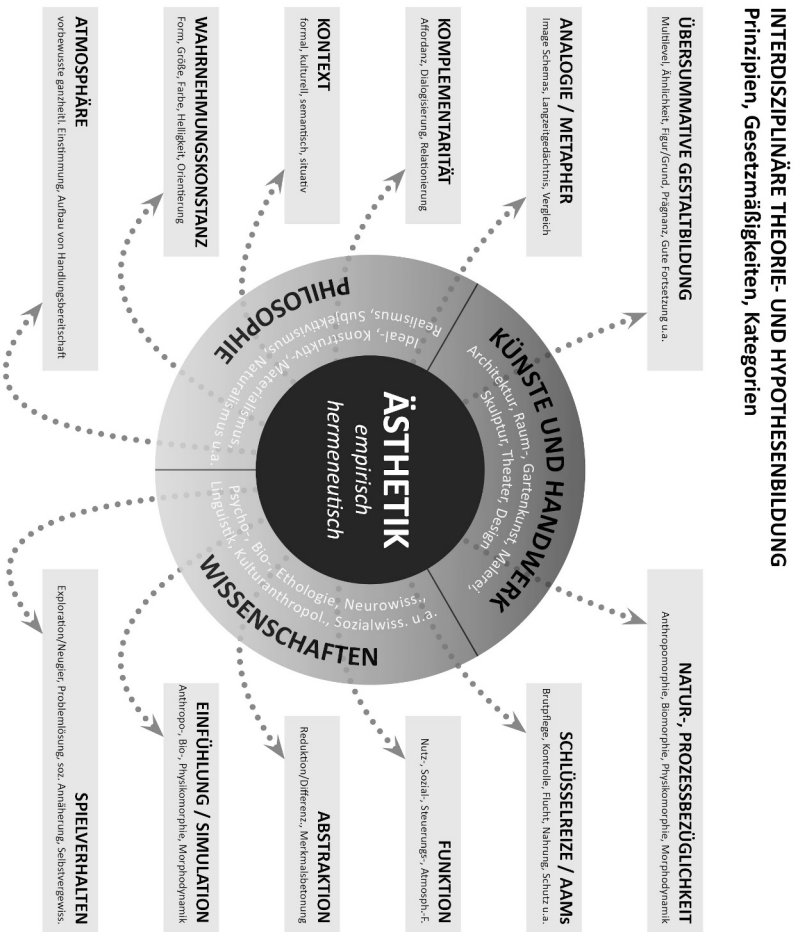 INTERDISZIPLINÄRE THEORIE- UND HYPOTHESENBILDUNG
Prinzipien, Gesetzmäßigkeiten, Kategorien
ÜBERSUMMATIVE GESTALTBILDUNG
Multilevel, Ähnlichkeit, Figur/Grund, Prägnanz, Gute Fortsetzung u.a.
ANALOGIE / METAPHER
Image Schemas, Langzeitgedächtnis, Vergleich
KOMPLEMENTARITÄT
Affordanz, Dialogisierung, Relationierung
KONTEXT
formal, kulturell, semantisch, situativ
WAHRNEHMUNGSKONSTANZ
Form, Größe, Farbe, Helligkeit, Orientierung
ATMOSPHÄRE
vorbewusste ganzheitl. Einstimmung, Aufbau von Handlungsbereitschaft
KÜNSTE UND HANDWERK
Architektur, Raum-, Gartenkunst, Malerei,
Skulptur, Theater, Design
PHILOSOPHIE
Ideal-, Konstruktiv-, Materialismus,
Realismus, Subjektivismus, Naturalismus u.a.
ÄSTHETIK
empirisch
hermeneutisch
Psycho-, Bio-, Ethologie, Neurowiss.,
Linguistik, Kulturanthropol., Sozialwiss. u.a.
WISSENSCHAFTEN
NATUR-, PROZESSBEZÜGLICHKEIT
Anthropomorphie, Biomorphie, Physikomorphie, Morphodynamik
SCHLÜSSELREIZE / AAMs
Brutpflege, Kontrolle, Flucht, Nahrung, Schutz u.a.
FUNKTION
Nutz-, Sozial-, Steuerungs-, Atmosph.-F.
ABSTRAKTION
Reduktion/Differenz., Merkmalsbetonung
EINFÜHLUNG / SIMULATION
Anthropo-, Bio-, Physikomorphie, Morphodynamik
SPIELVERHALTEN
Exploration/Neugier, Problemlösung, soz. Annäherung, Selbstvergewiss.